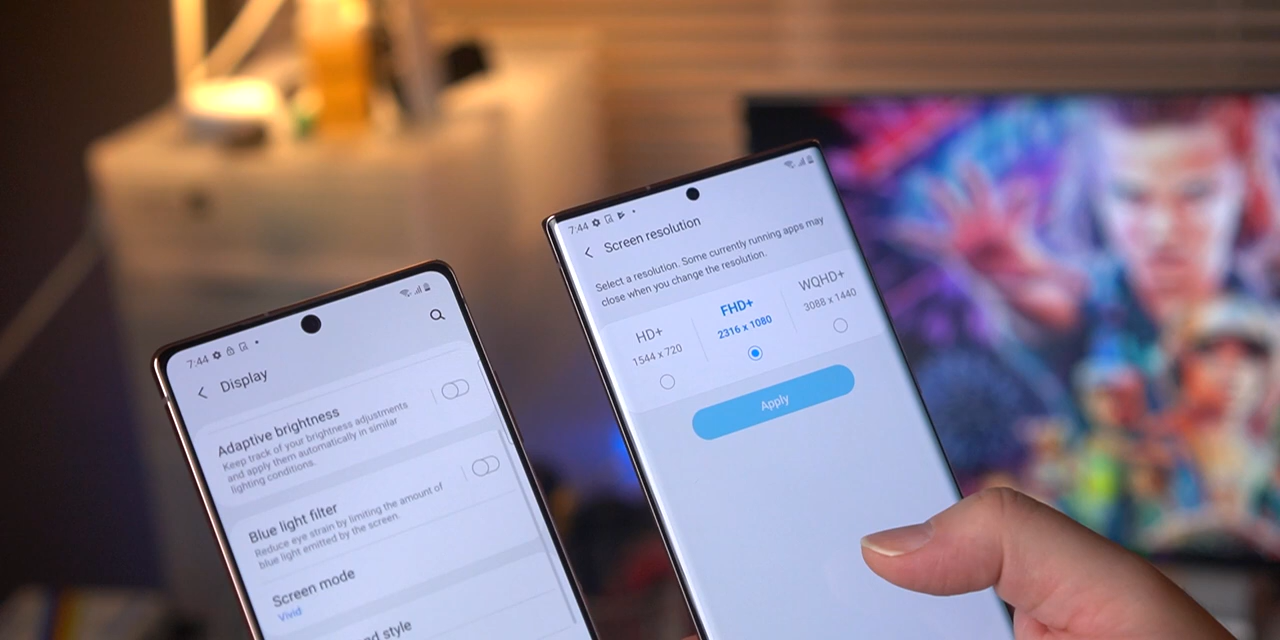 7:44
Display
Adaptive brightness
Keep track of your brightness adjustments
and apply them automatically in similar
lighting conditions.
Blue light filter
Reduce eye strain by limiting the amount of
blue light emitted by the screen.
Screen mode
Vivid
style
7:44
Screen resolution
Select a resolution. Some currently running apps may
close when you change the resolution.
HD+
1544 x 720
FHD+
2316 x 1080
WQHD+
3088 x 1440
Apply